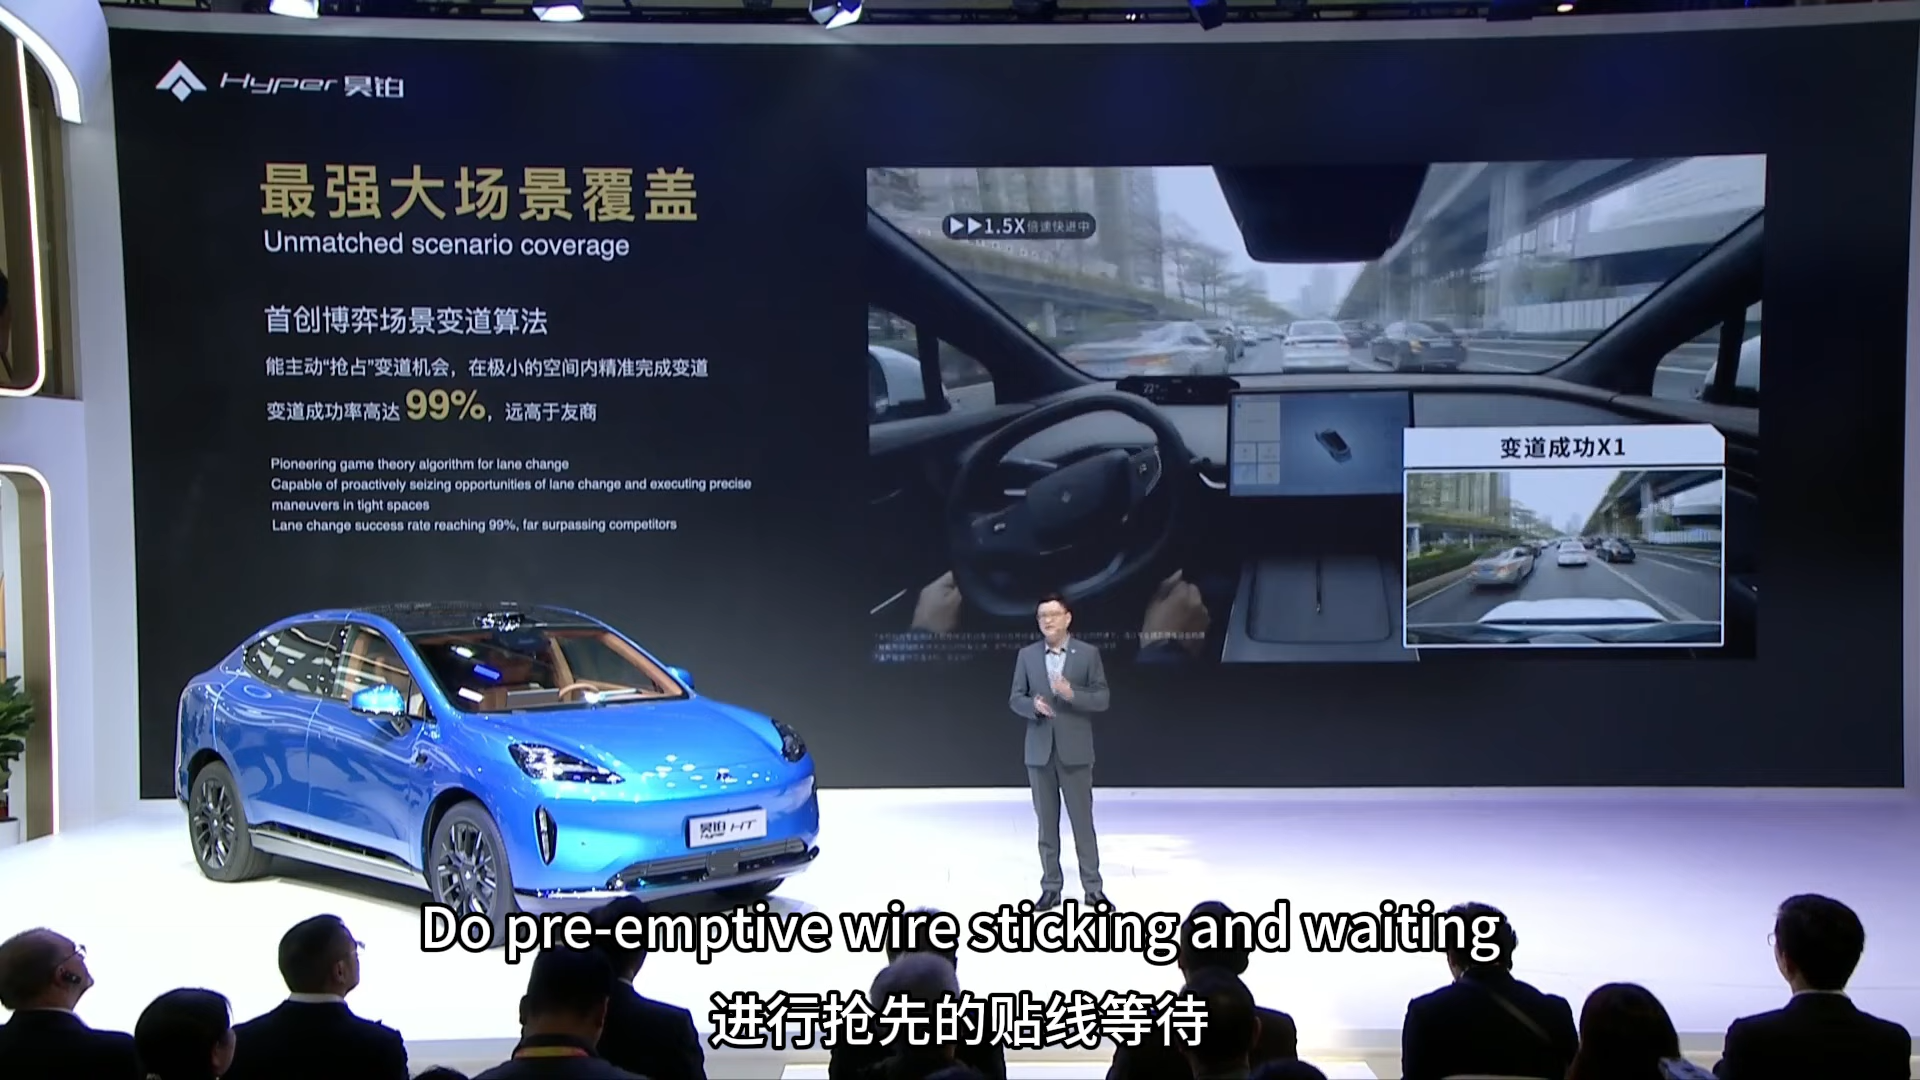 Hyper 昊铂
最强大场景覆盖
Unmatched scenario coverage
首创博弈场景变道算法
能主动“抢占”变道机会，在极小的空间内精准完成变道
变道成功率高达 99%，远高于友商
Pioneering game theory algorithm for lane change
Capable of proactively seizing opportunities of lane change and executing precise
maneuvers in tight spaces
Lane change success rate reaching 99%, far surpassing competitors
▶▶1.5X倍速快进中
22
变道成功X1
昊铂 HT
Hyper
Do pre-emptive wire sticking and waiting
进行抢先的贴线等待